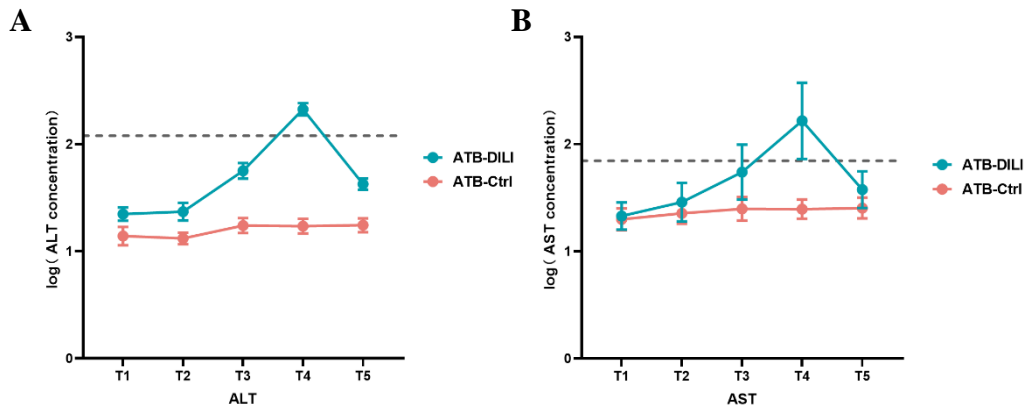 A
log( ALT concentration)
3
2
1
0
T1 T2 T3 T4 T5
ALT
ATB-DILI
ATB-Ctrl
B
log( AST concentration)
3
2
1
0
T1 T2 T3 T4 T5
AST
ATB-DILI
ATB-Ctrl